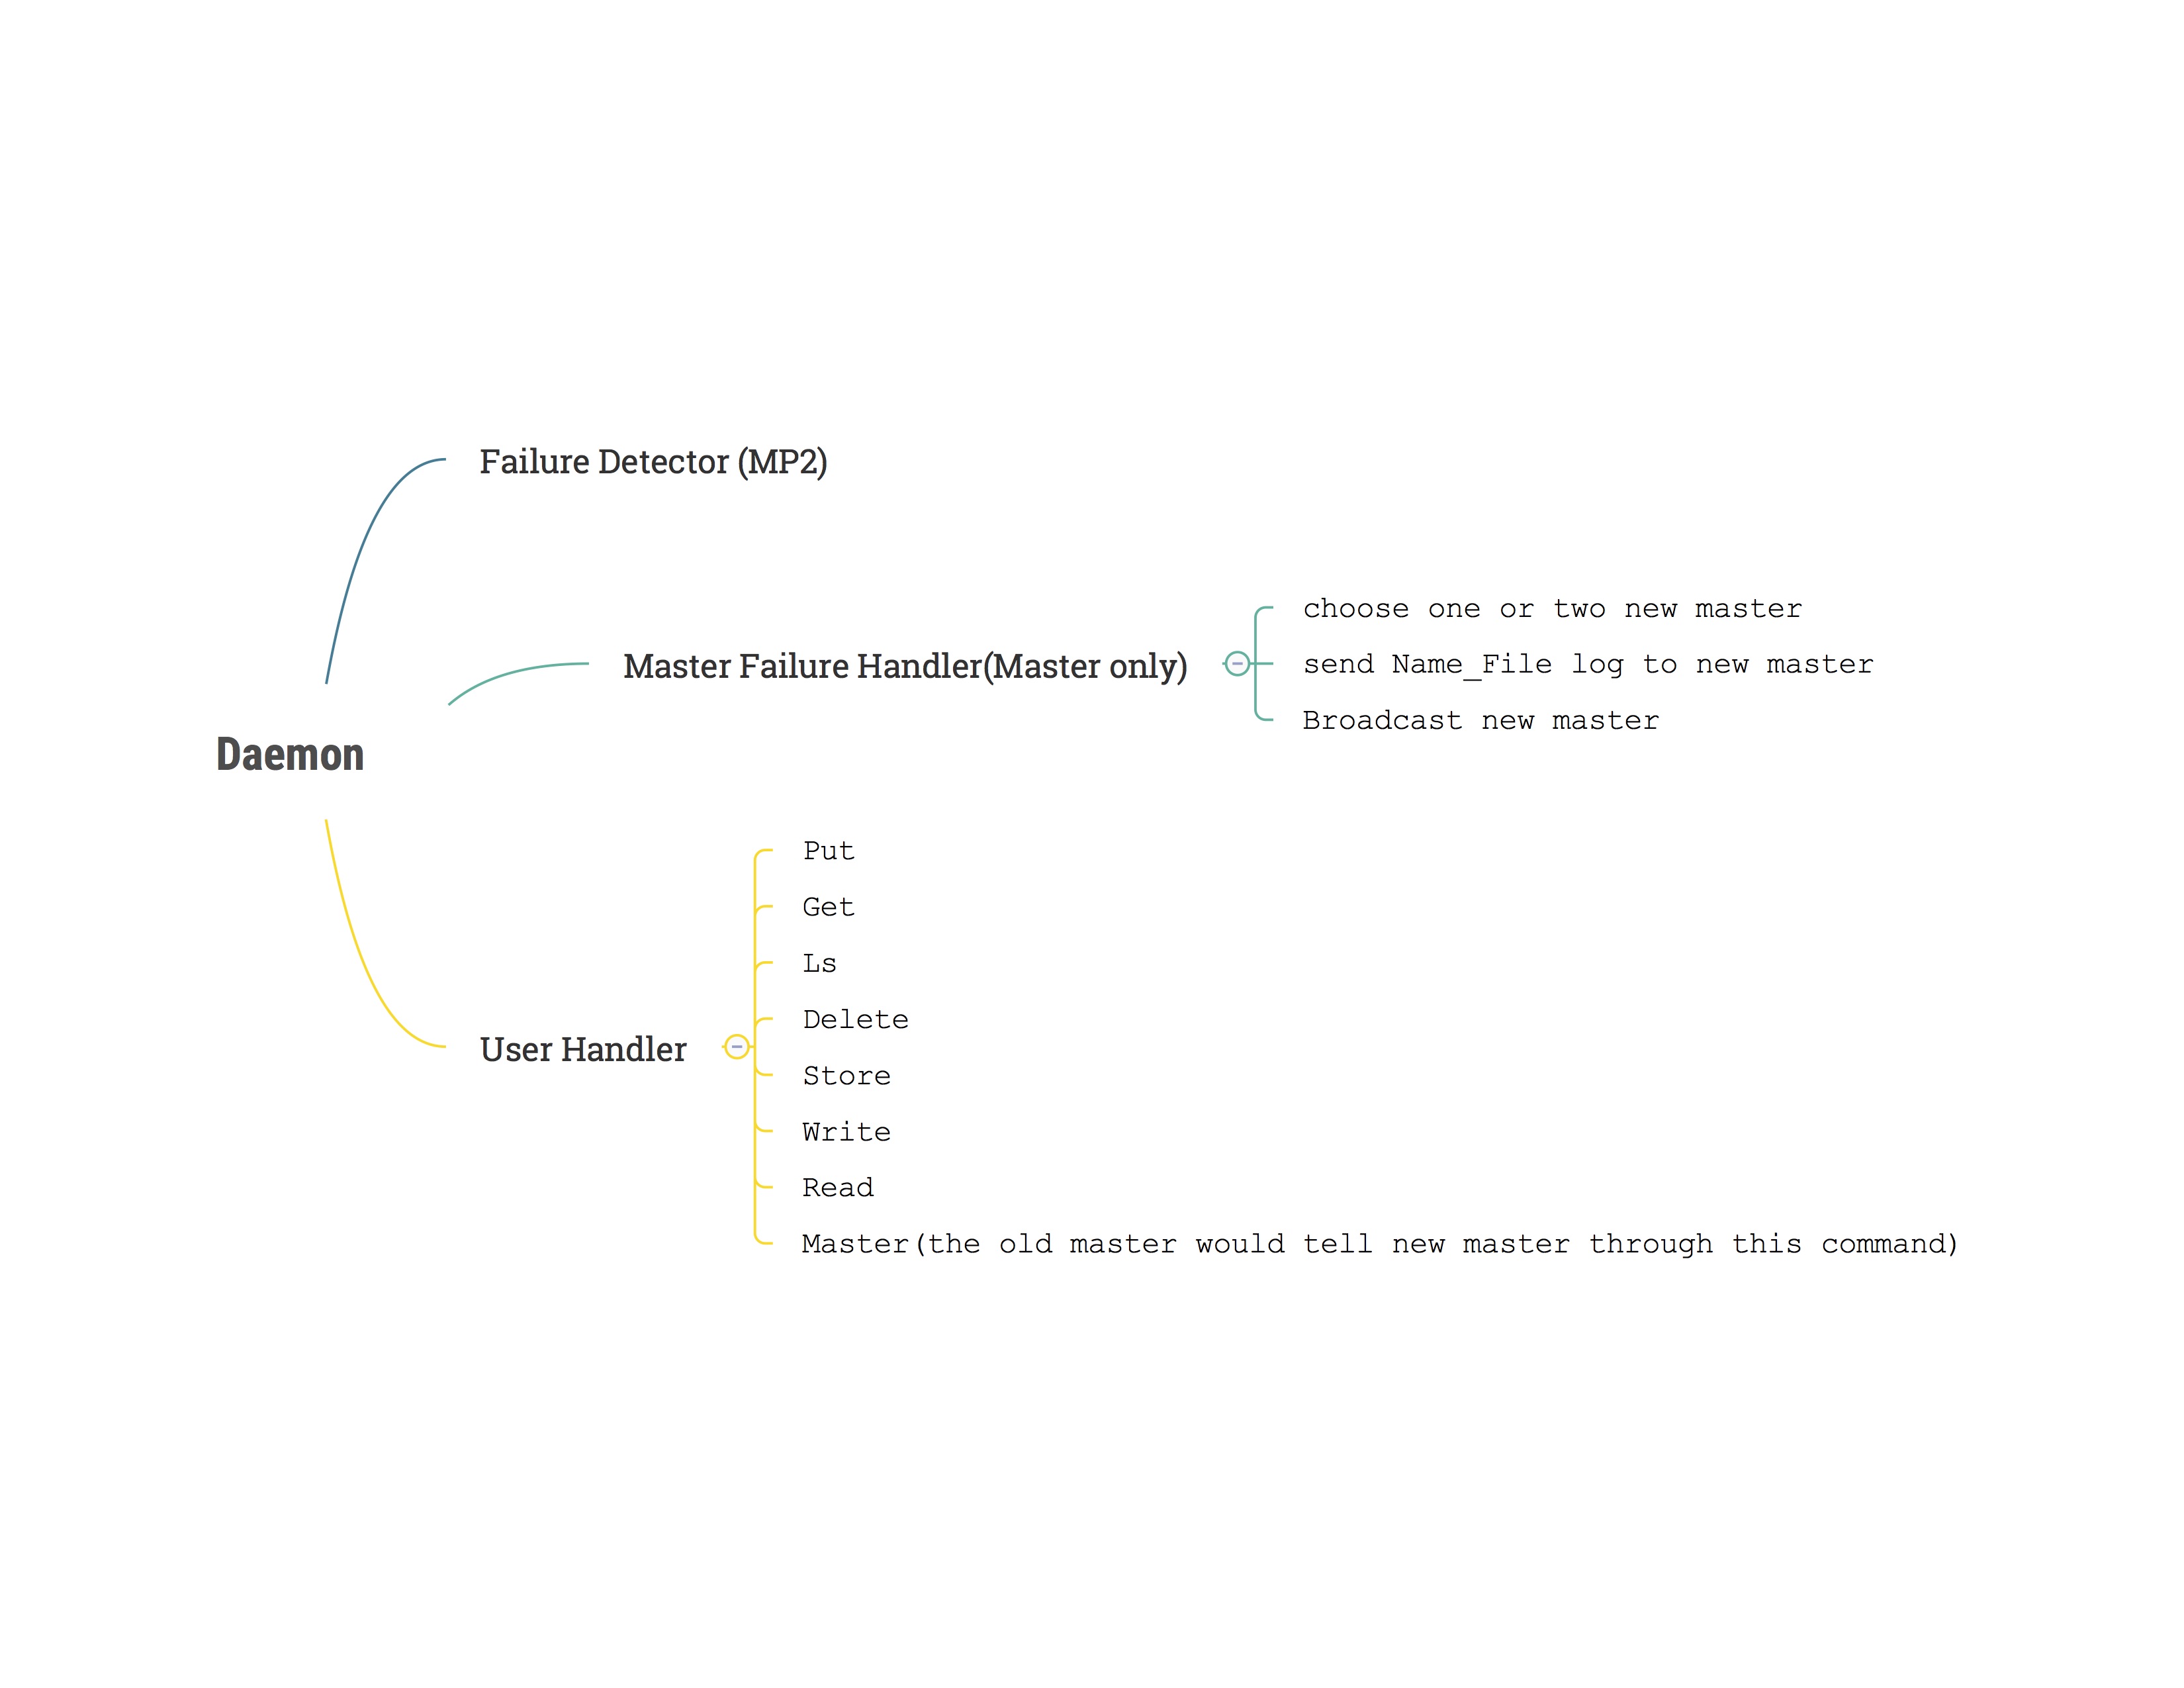 Failure Detector (MP2)
choose one or two new master
Master Failure Handler(Master only)
send Name_File log to new master
Broadcast new master
Daemon
Put
Get
Ls
Delete
User Handler
Store
Write
Read
Master(the old master would tell new master through this command)